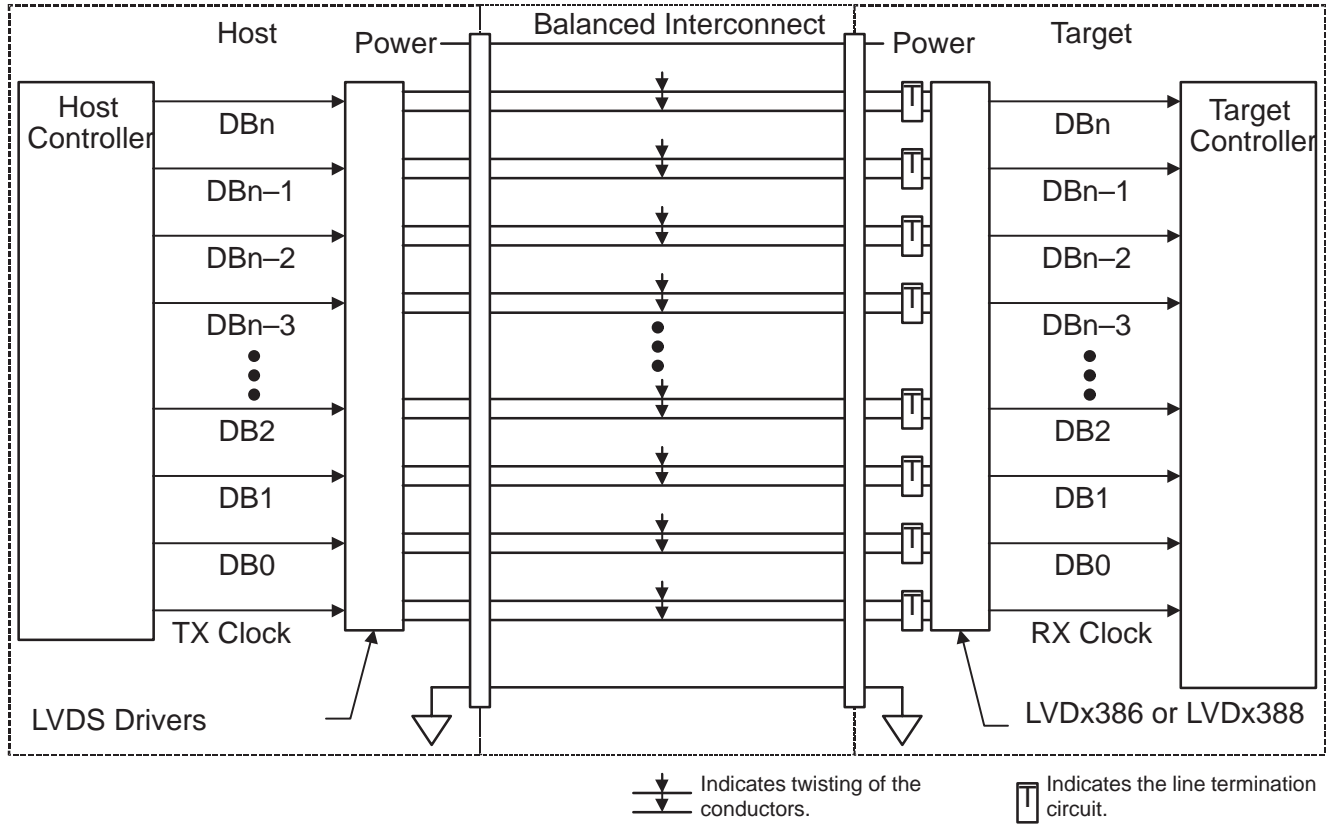 Host
Power
Balanced Interconnect
Power
Target
Host
Controller
DBn
DBn–1
DBn–2
DBn–3
DB2
DB1
DB0
TX Clock
LVDS Drivers
T
T
T
T
T
T
T
T
DBn
DBn–1
DBn–2
DBn–3
DB2
DB1
DB0
RX Clock
Target
Controller
LVDx386 or LVDx388
Indicates twisting of the
conductors.
T
Indicates the line termination
circuit.